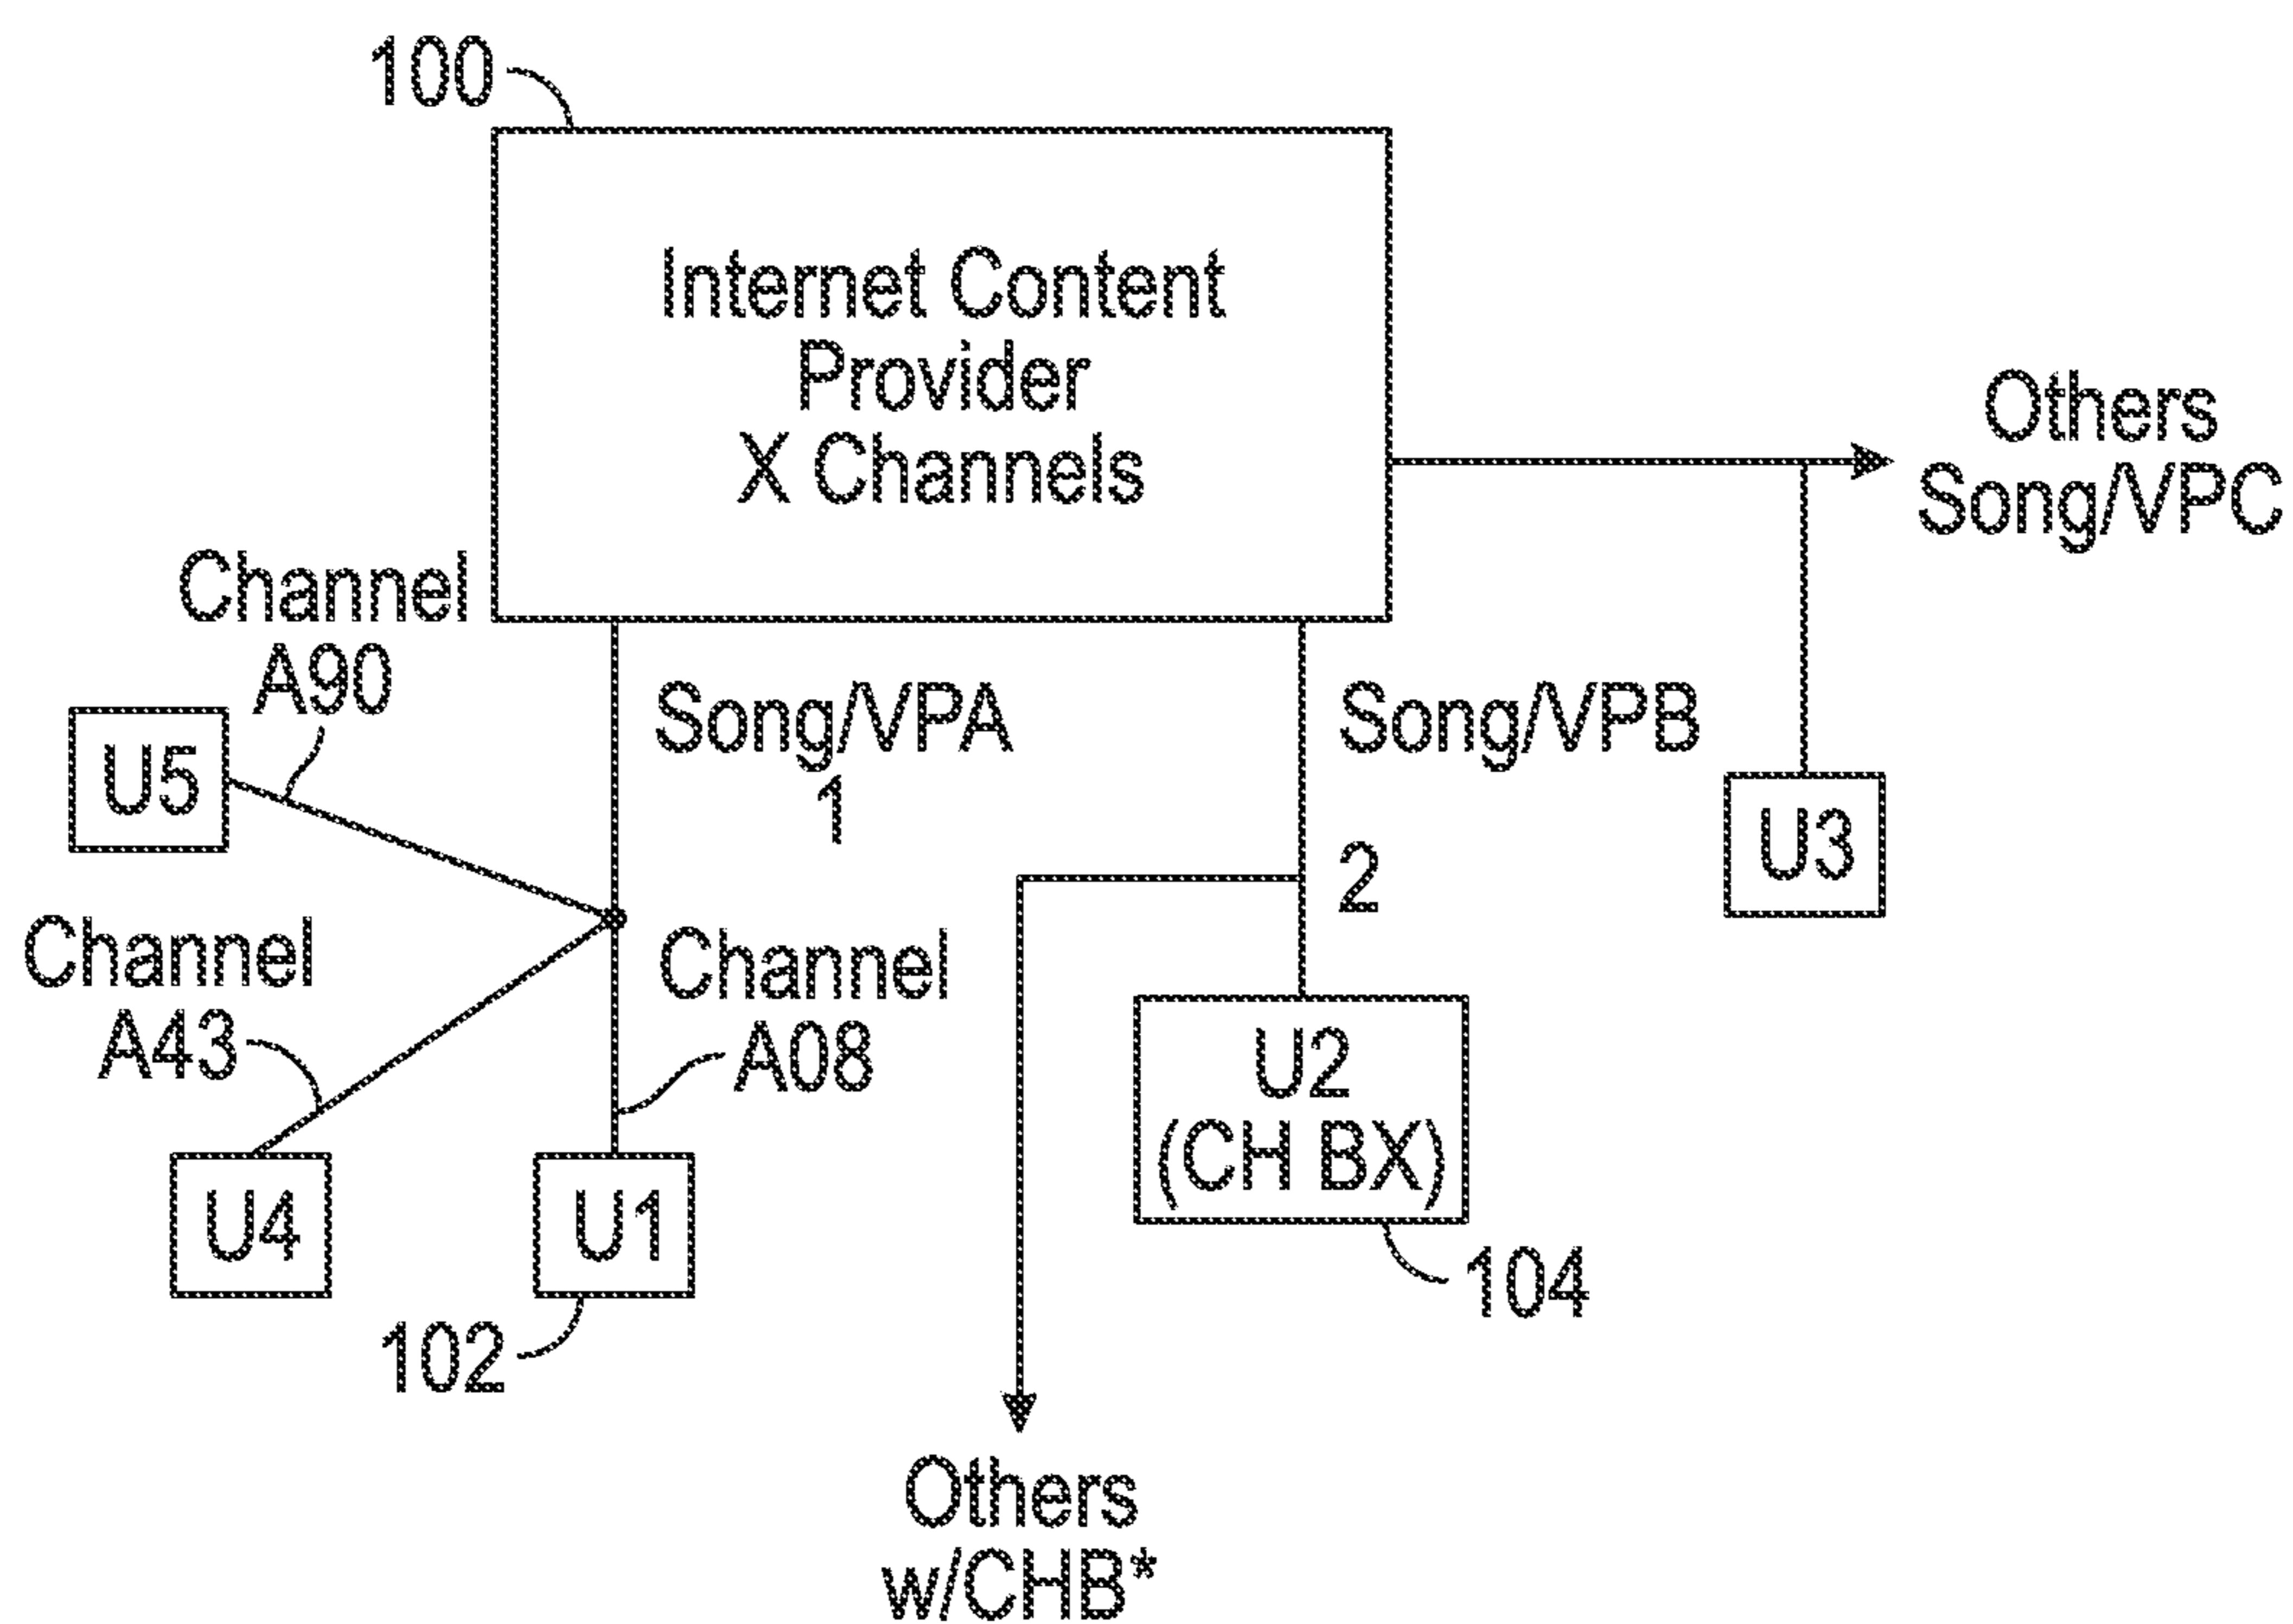 100
Internet Content
Provider
X Channels
Others
Song/VPC
Channel
A90
Song/VPA
1
Song/VPB
2
U5
U3
Channel
A43
Channel
A08
U4
U1
102
U2
(CH BX)
104
Others
w/CHB*